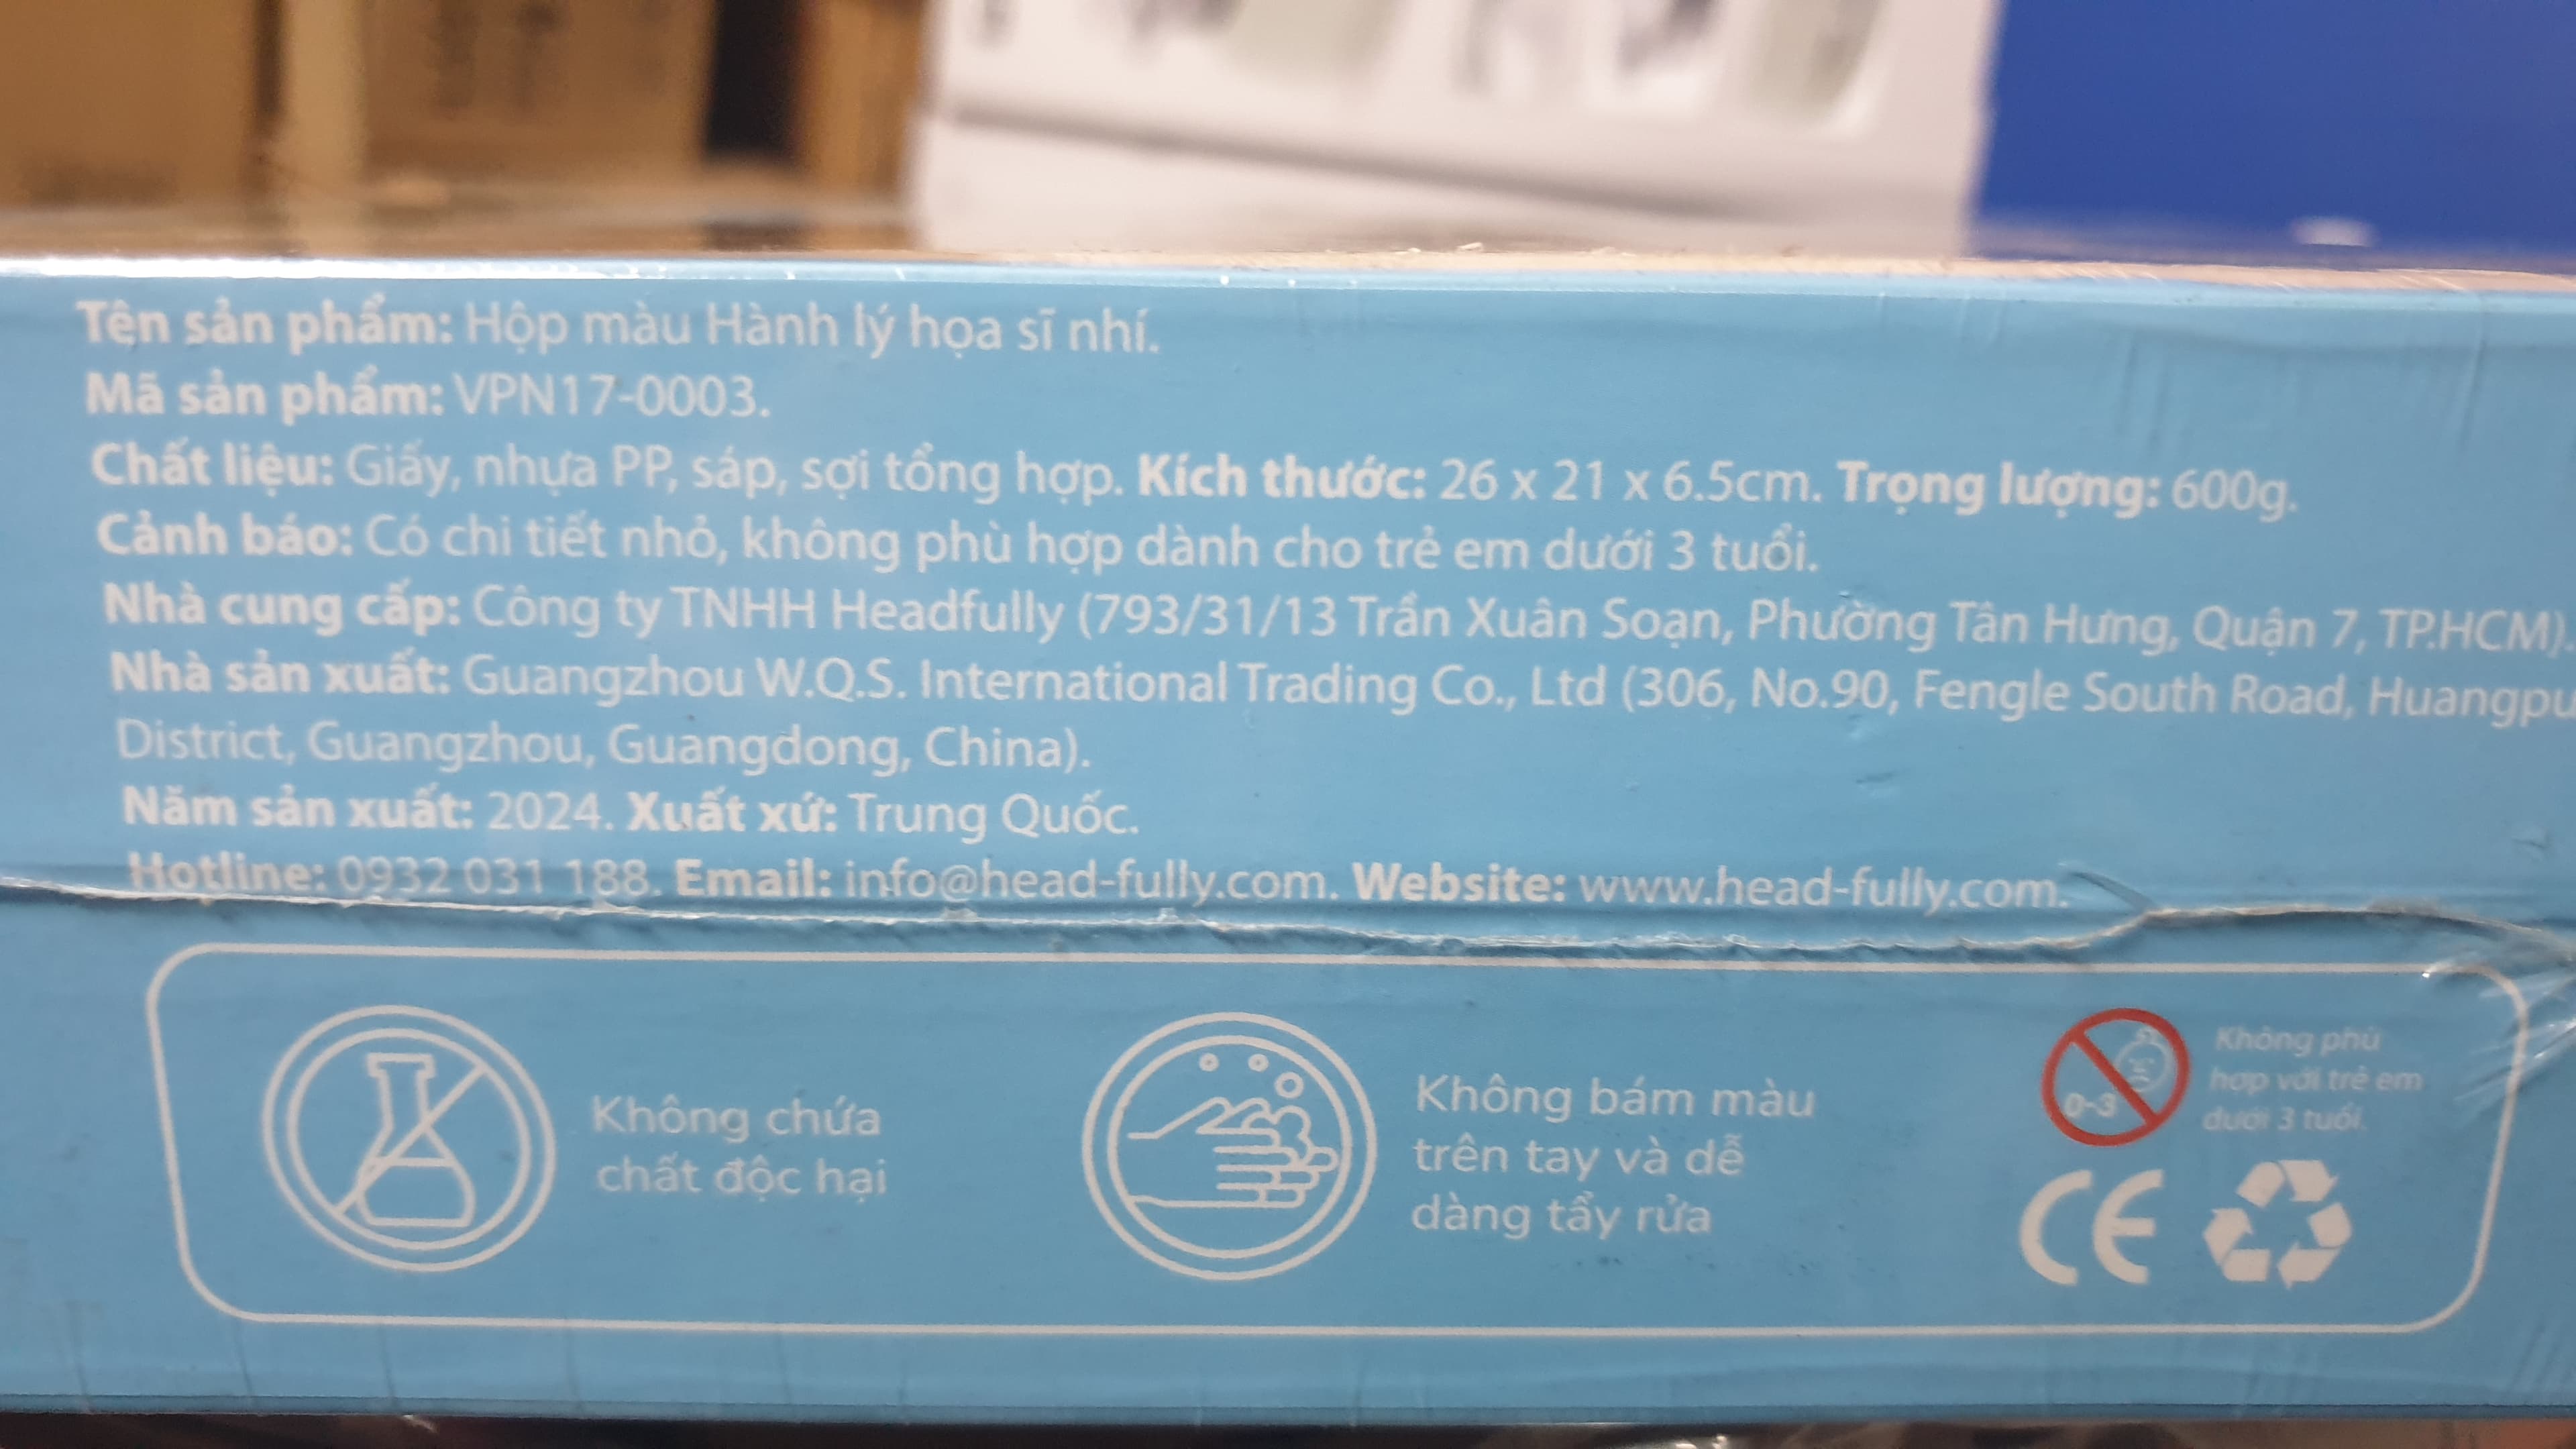 Tên sản phẩm: Hộp màu Hành lý họa sĩ nhí.
Mã sản phẩm: VPN17-0003.
Chất liệu: Giấy, nhựa PP, sáp, sợi tổng hợp. Kích thước: 26 x 21 x 6.5cm. Trọng lượng: 600g.
Cảnh báo: Có chi tiết nhỏ, không phù hợp dành cho trẻ em dưới 3 tuổi.
Nhà cung cấp: Công ty TNHH Headfully (793/31/13 Trần Xuân Soạn, Phường Tân Hưng, Quận 7, TP.HCM).
Nhà sản xuất: Guangzhou W.Q.S. International Trading Co., Ltd (306, No.90, Fengle South Road, Huangpu
District, Guangzhou, Guangdong, China).
Năm sản xuất: 2024. Xuất xứ: Trung Quốc.
Hotline: 0932 031 188. Email: info@head-fully.com. Website: www.head-fully.com.
Không chứa
chất độc hại
Không bám màu
trên tay và dễ
dàng tẩy rửa
0-3
Không phù
hợp với trẻ em
dưới 3 tuổi.
CE